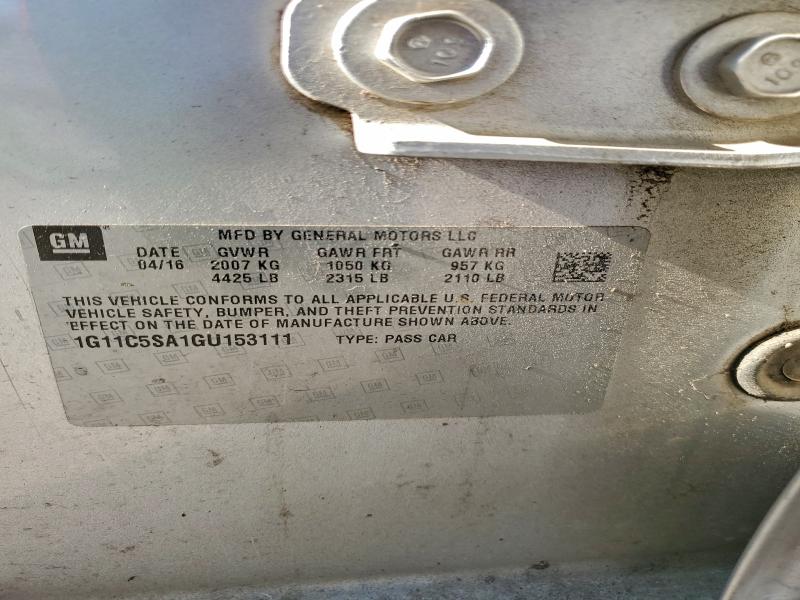 GM
MFD BY GENERAL MOTORS LLC
DATE GVWR GAWR FRT GAWR RR
04/16 2007 KG 1050 KG 957 KG
4425 LB 2315 LB 2110 LB
THIS VEHICLE CONFORMS TO ALL APPLICABLE U.S. FEDERAL MOTOR
VEHICLE SAFETY, BUMPER, AND THEFT PREVENTION STANDARDS IN
EFFECT ON THE DATE OF MANUFACTURE SHOWN ABOVE.
1G11C5SA1GU153111 TYPE: PASS CAR